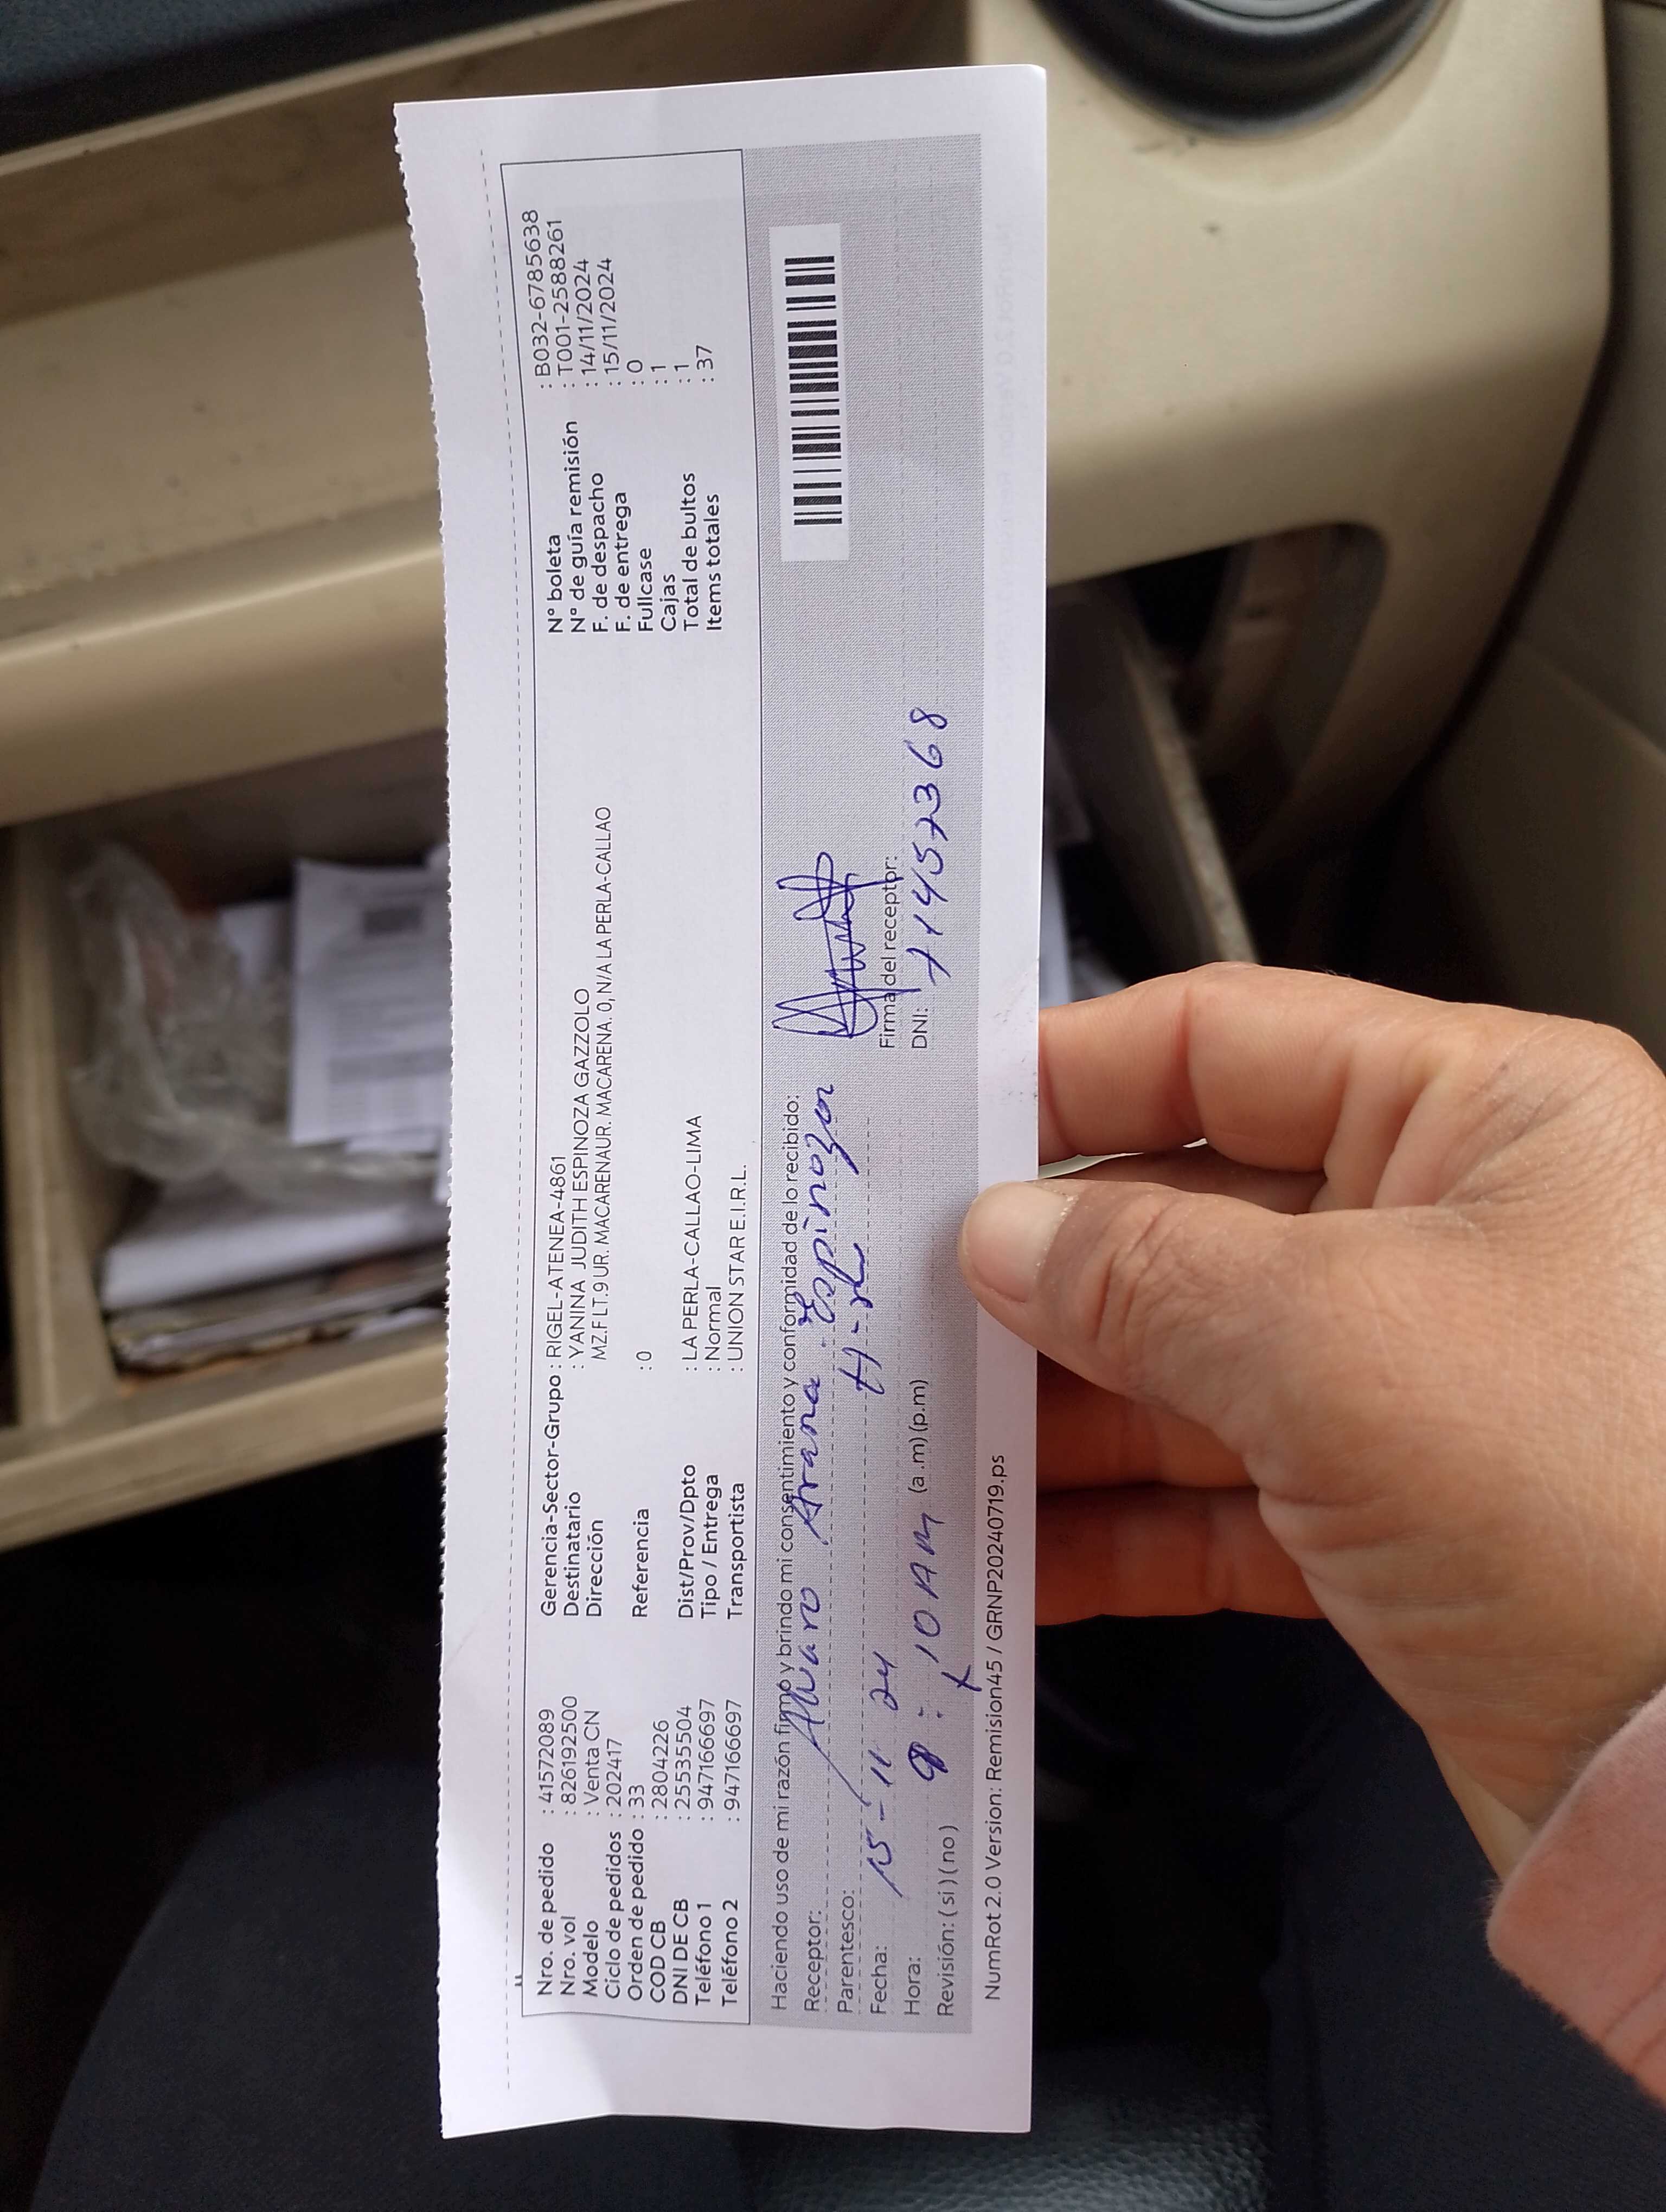 Nro. de pedido : 41572089
Nro. vol : 826192500
Modelo : Venta CN
Ciclo de pedidos : 202417
Orden de pedido : 33
COD CB : 2804226
DNI DE CB : 25535504
Teléfono 1 : 947166697
Teléfono 2 : 947166697
Gerencia-Sector-Grupo : RIGEL-ATENEA-4861
Destinatario : YANINA JUDITH ESPINOZA GAZZOLO
Dirección MZ.F LT.9 UR. MACARENAUR. MACARENA. 0, N/A LA PERLA-CALLAO
Referencia : 0
Dist/Prov/Dpto : LA PERLA-CALLAO-LIMA
Tipo / Entrega : Normal
Transportista : UNION STAR E.I.R.L.
N° boleta : B032-6785638
N° de guía remisión : T001-2588261
F. de despacho : 14/11/2024
F. de entrega : 15/11/2024
Fullcase : 0
Cajas : 1
Total de bultos : 1
Items totales : 37
Haciendo uso de mi razón firmo y brindo mi consentimiento y conformidad de lo recibido:
Receptor: Alvaro Arana Espinoza
Parentesco:
Fecha: 15-11 24
Hora: 9:10 AM (a.m) (p.m)
Revisión: ( si ) ( no )
Firma del receptor:
DNI: 71457368
NumRot 2.0 Version: Remision45 / GRNP20240719.ps